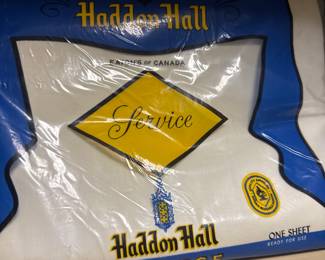 Haddon Hall
EATON'S OF CANADA
Service
Haddon Hall
ONE SHEET
READY FOR USE